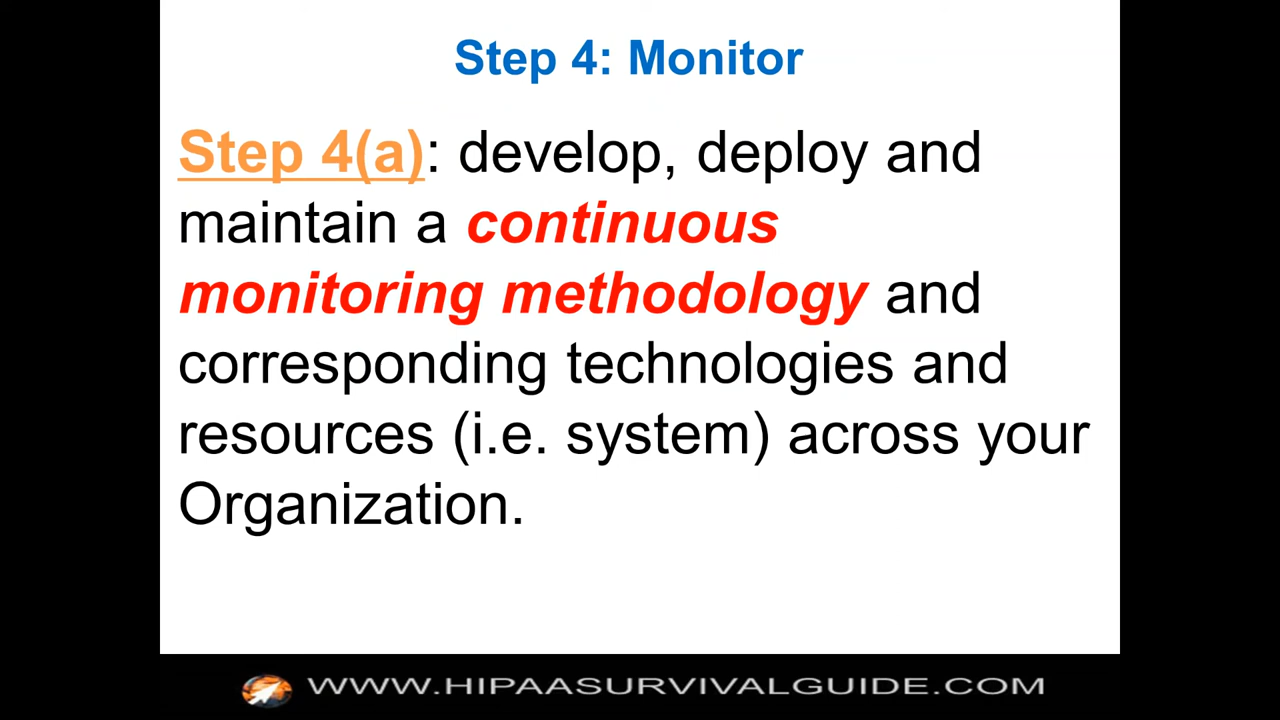 Step 4: Monitor
Step 4(a): develop, deploy and
maintain a continuous
monitoring methodology and
corresponding technologies and
resources (i.e. system) across your
Organization.
WWW.HIPAASURVIVALGUIDE.COM